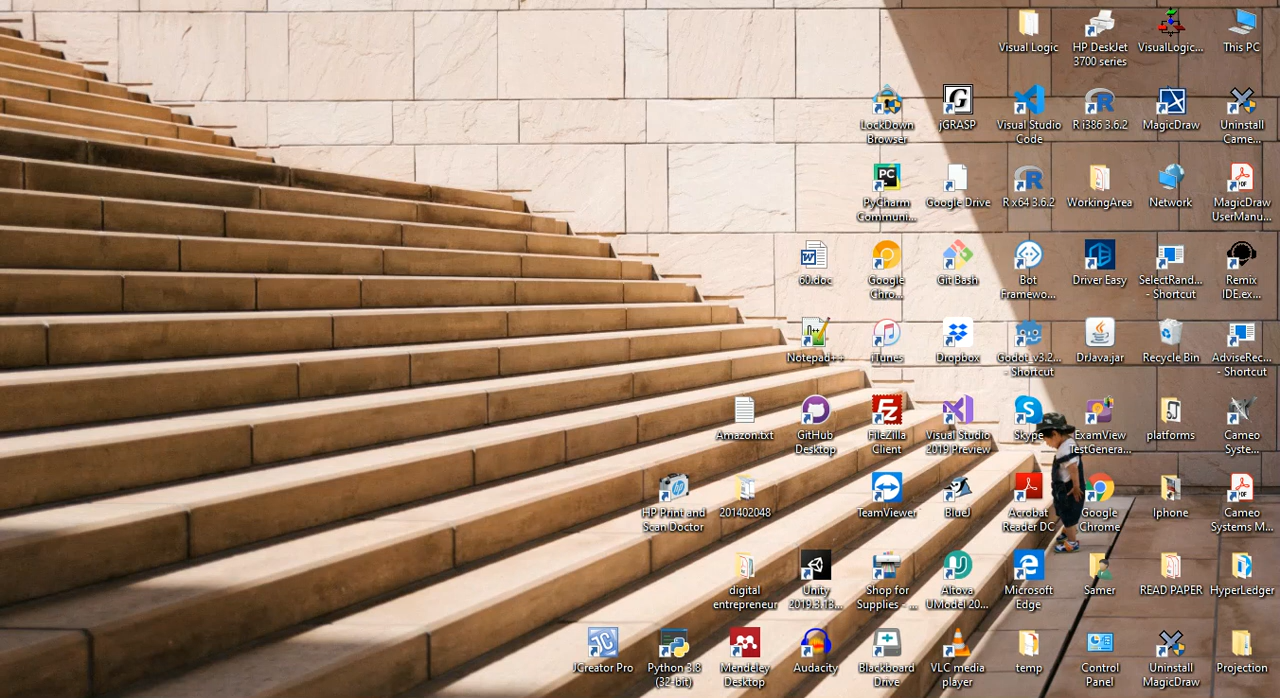 Visual Logic
HP DeskJet
3700 series
VisualLogic...
This PC
LockDown
Browser
jGRASP
Visual Studio
Code
R i386 3.6.2
MagicDraw
Uninstall
Came...
PyCharm
Communi...
Google Drive
R x64 3.6.2
WorkingArea
Network
MagicDraw
UserManu...
60.doc
Google
Chro...
Git Bash
Bot
Framewo...
Driver Easy
SelectRand...
- Shortcut
Remix
IDE.ex...
Notepad++
iTunes
Dropbox
Godot_v3.2...
- Shortcut
DrJava.jar
Recycle Bin
AdviseRec...
- Shortcut
Amazon.txt
GitHub
Desktop
FileZilla
Client
Visual Studio
2019 Preview
Skype
ExamView
TestGenera...
platforms
Cameo
Syste...
HP Print and
Scan Doctor
201402048
TeamViewer
BlueJ
Acrobat
Reader DC
Google
Chrome
Iphone
Cameo
Systems M...
digital
entrepreneur
Unity
2019.3.13...
Shop for
Supplies - ...
Altova
UModel 20...
Microsoft
Edge
Samer
READ PAPER
HyperLedger
JCreator Pro
Python 3.8
(32-bit)
Mendeley
Desktop
Audacity
Blackboard
Drive
VLC media
player
temp
Control
Panel
Uninstall
MagicDraw
Projection